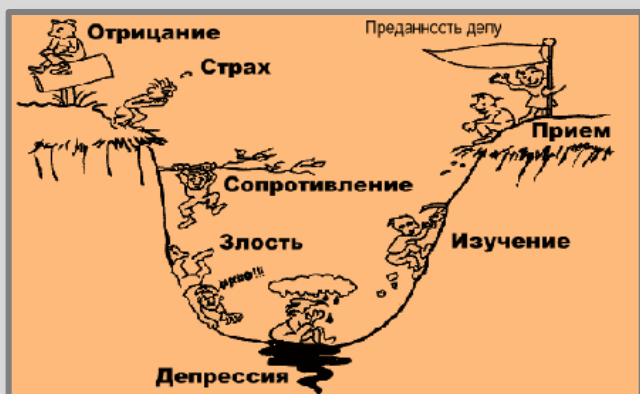 Отрицание
Преданнссть дэпу
Страх
Прием
Сопротивление
Злость
Изучение
Депрессия